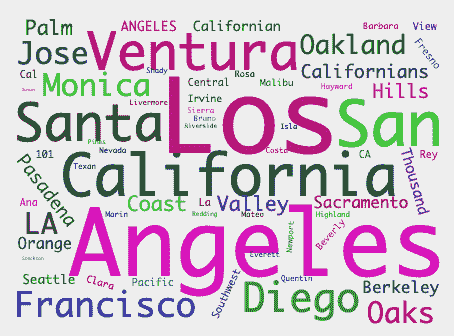 Palm ANGELES Californian Barbara View
Jose Ventura Oakland Fresno
Cal Shady Central Rosa Malibu Californians
Monica Irvine Hayward Hills
Livermore Sierra
Santa Los San
Bruno
Riverside Isla
Pines
101 Nevada Costa CA Rey
Texan
Pasadena California Thousand
Ana Coast La Valley Sacramento
LA Marin Redding Mateo Highland
Orange Angeles Newport Beverly
Stockton Everett
Seattle Clara Pacific Southwest Quentin Berkeley
Francisco Diego Oaks